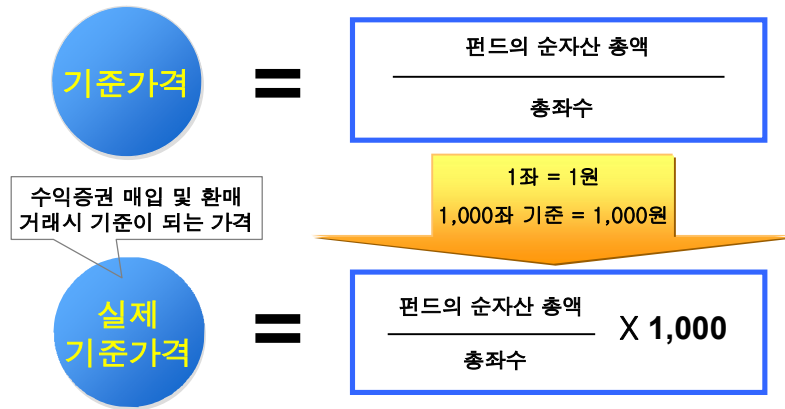 기준가격
=
펀드의 순자산 총액
총좌수
1좌 = 1원
1,000좌 기준 = 1,000원
수익증권 매입 및 환매
거래시 기준이 되는 가격
실제
기준가격
=
펀드의 순자산 총액
총좌수
X 1,000